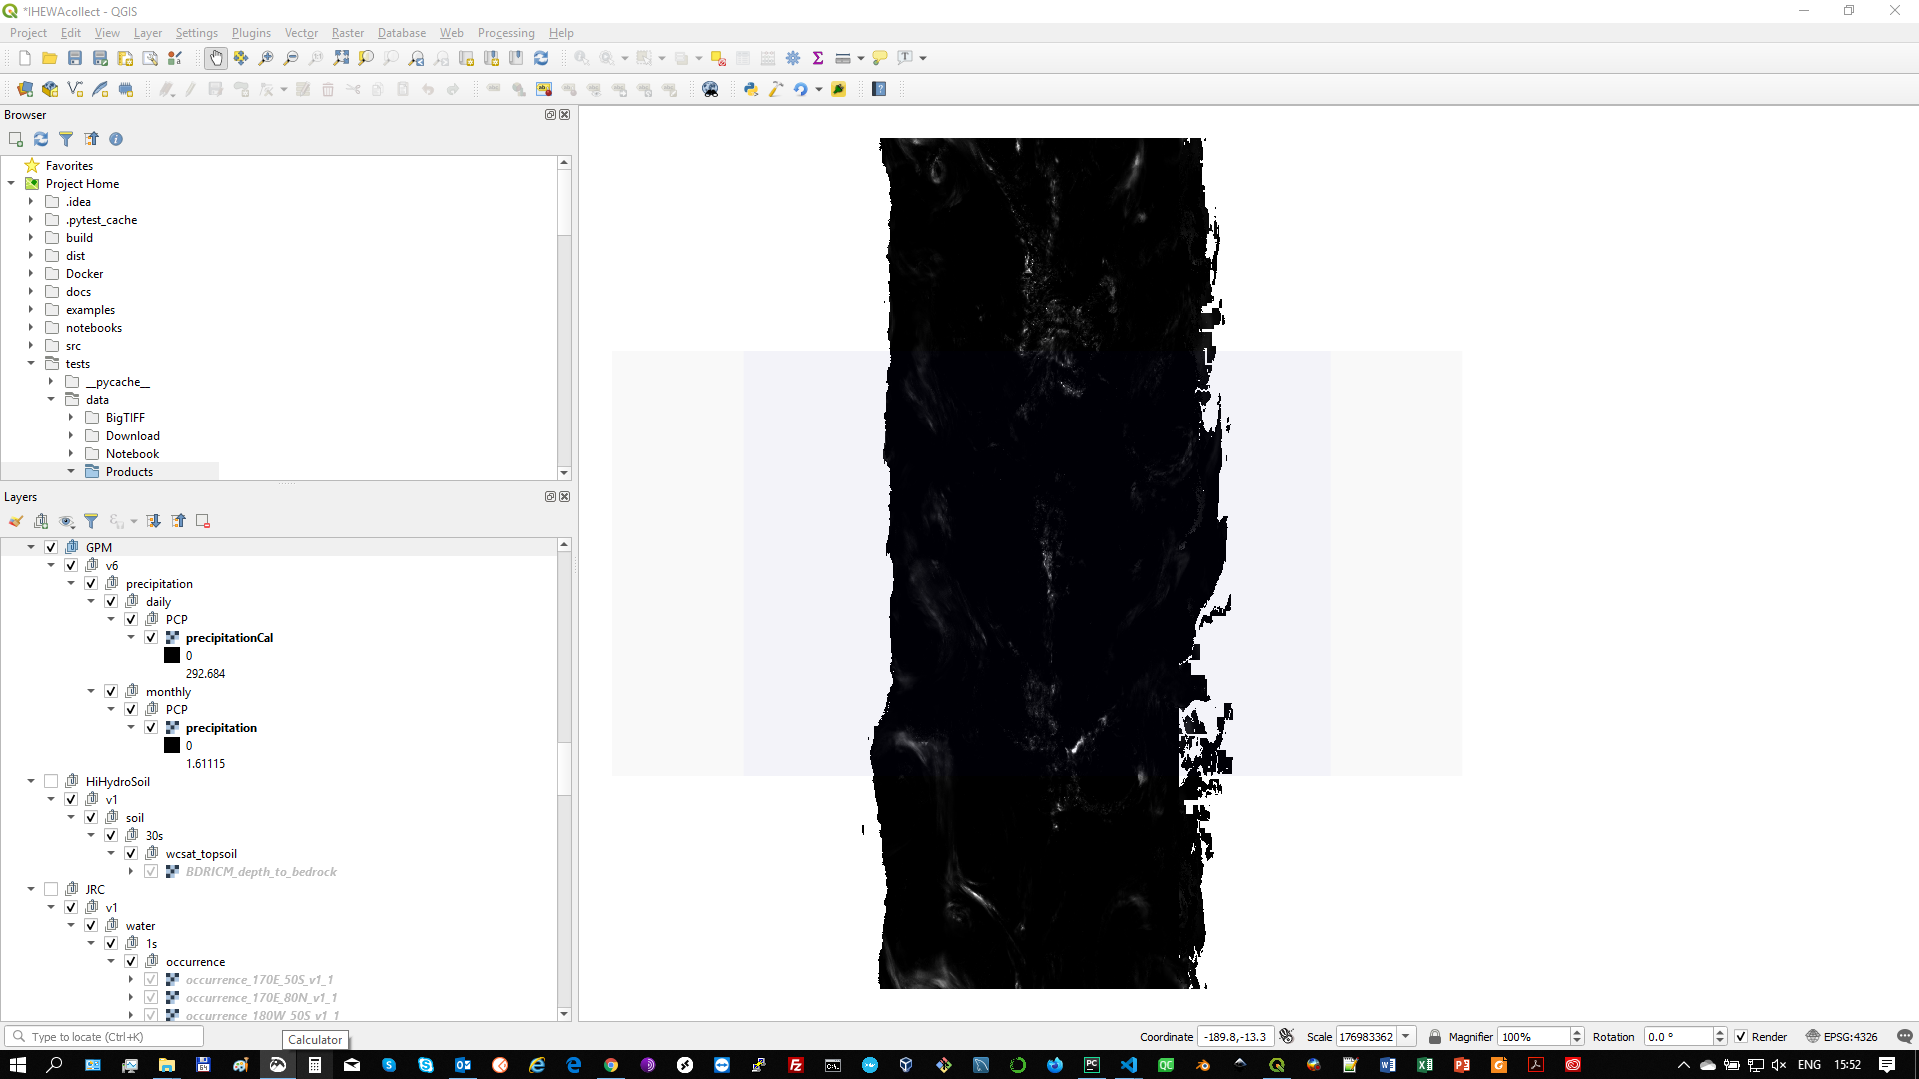 *IHEWAcollect - QGIS
Project Edit View Layer Settings Plugins Vector Raster Database Web Processing Help
Browser
Favorites
Project Home
.idea
.pytest_cache
build
dist
Docker
docs
examples
notebooks
src
tests
__pycache__
data
BigTIFF
Download
Notebook
Products
Layers
GPM
v6
precipitation
daily
PCP
precipitationCal
0
292.684
monthly
PCP
precipitation
0
1.61115
HiHydroSoil
v1
soil
30s
wcsat_topsoil
BDRICM_depth_to_bedrock
JRC
v1
water
1s
occurrence
occurrence_170E_50S_v1_1
occurrence_170E_80N_v1_1
occurrence_180W_50S_v1_1
Type to locate (Ctrl+K)
Calculator
Coordinate -189.8,-13.3 Scale 176983362 Magnifier 100% Rotation 0.0 ° Render EPSG:4326
ENG 15:52